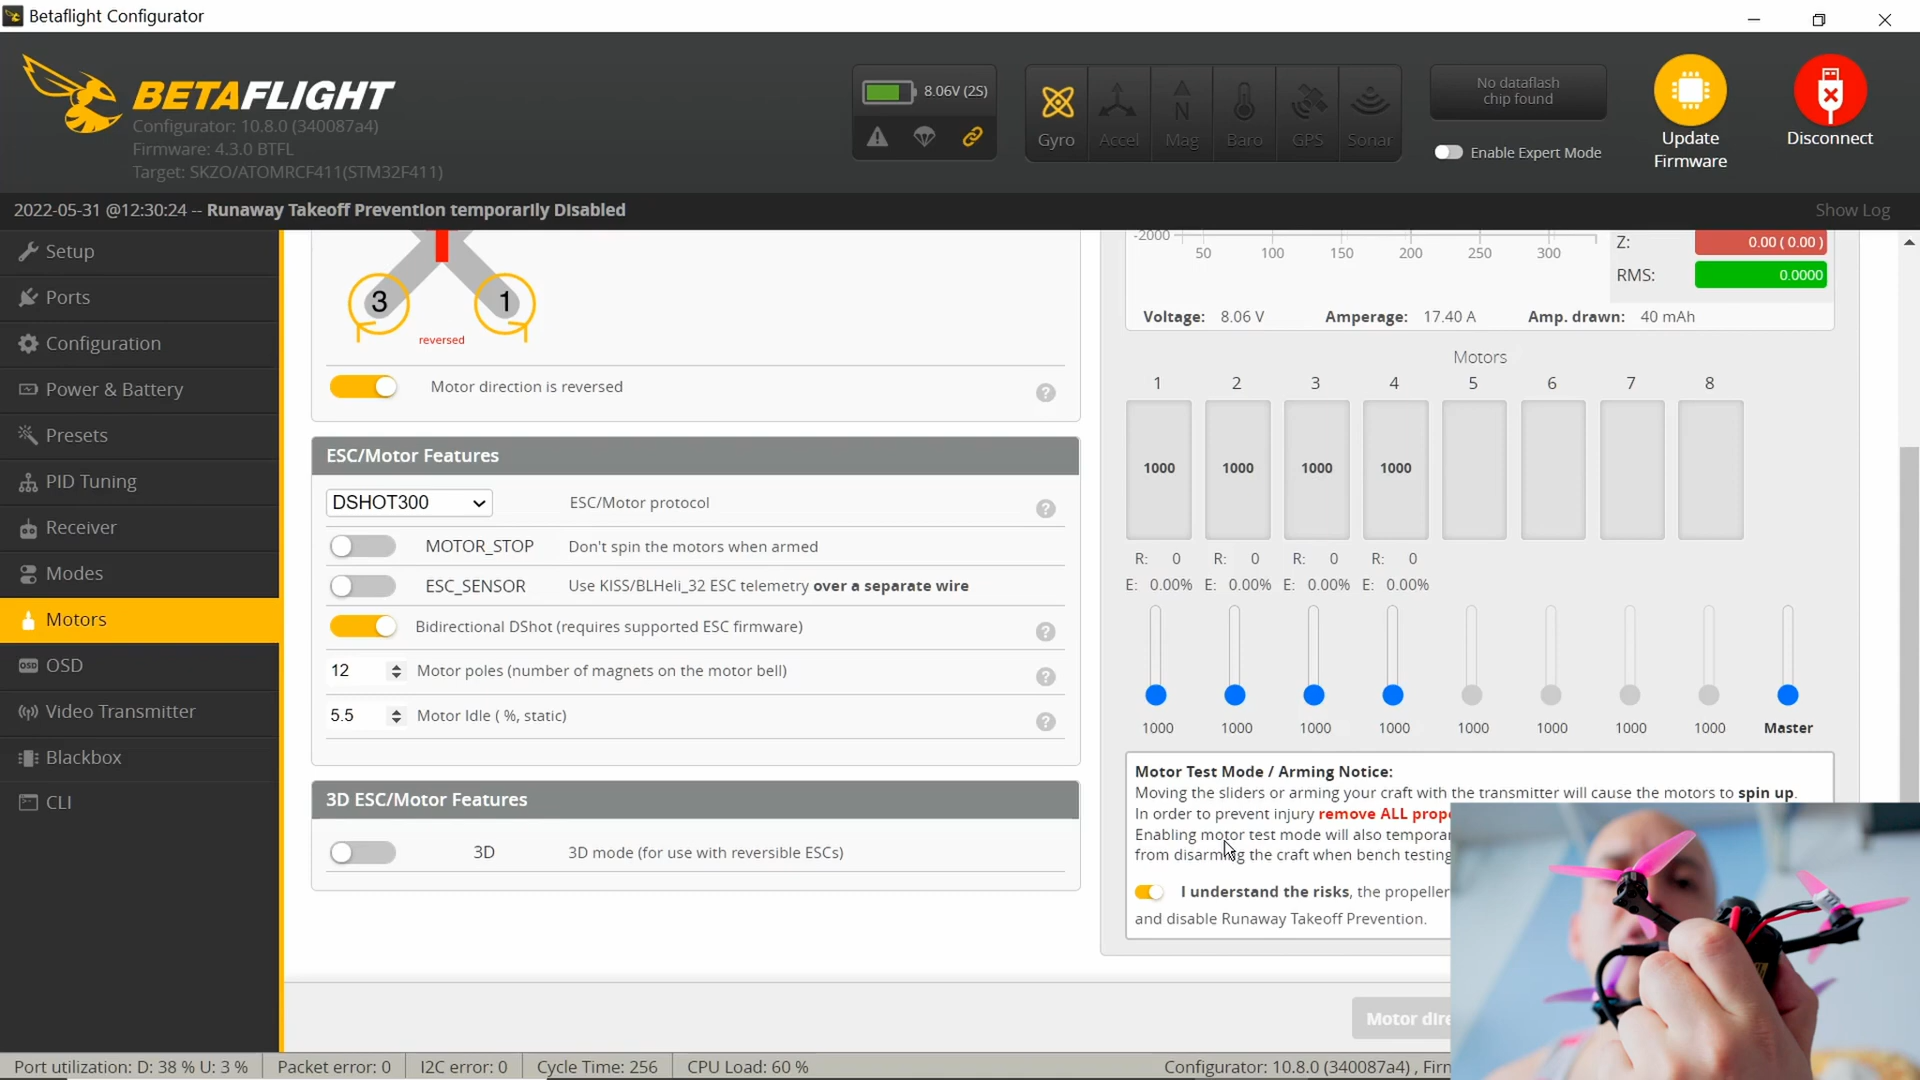 Betaflight Configurator
BETAFLIGHT
Configurator: 10.8.0 (340087a4)
Firmware: 4.3.0 BTFL
Target: SKZO/ATOMRCF411(STM32F411)
8.06V (2S)
Gyro
Accel
Mag
Baro
GPS
Sonar
No dataflash
chip found
Enable Expert Mode
Update
Firmware
Disconnect
2022-05-31 @12:30:24 -- Runaway Takeoff Prevention temporarily Disabled
Show Log
Setup
Ports
Configuration
Power & Battery
Presets
PID Tuning
Receiver
Modes
Motors
OSD
Video Transmitter
Blackbox
CLI
3 1
reversed
Motor direction is reversed
ESC/Motor Features
DSHOT300 ESC/Motor protocol
MOTOR_STOP Don't spin the motors when armed
ESC_SENSOR Use KISS/BLHeli_32 ESC telemetry over a separate wire
Bidirectional DShot (requires supported ESC firmware)
12 Motor poles (number of magnets on the motor bell)
5.5 Motor Idle ( %, static)
3D ESC/Motor Features
3D 3D mode (for use with reversible ESCs)
-2000
50 100 150 200 250 300
Z: 0.00 ( 0.00 )
RMS: 0.0000
Voltage: 8.06 V Amperage: 17.40 A Amp. drawn: 40 mAh
Motors
1 2 3 4 5 6 7 8
1000 1000 1000 1000
R: 0 R: 0 R: 0 R: 0
E: 0.00% E: 0.00% E: 0.00% E: 0.00%
1000 1000 1000 1000 1000 1000 1000 1000 Master
Motor Test Mode / Arming Notice:
Moving the sliders or arming your craft with the transmitter will cause the motors to spin up.
In order to prevent injury remove ALL prope
Enabling motor test mode will also tempora
from disarming the craft when bench testing
I understand the risks, the propeller
and disable Runaway Takeoff Prevention.
Motor dire
Port utilization: D: 38 % U: 3 % Packet error: 0 I2C error: 0 Cycle Time: 256 CPU Load: 60 % Configurator: 10.8.0 (340087a4) , Firm